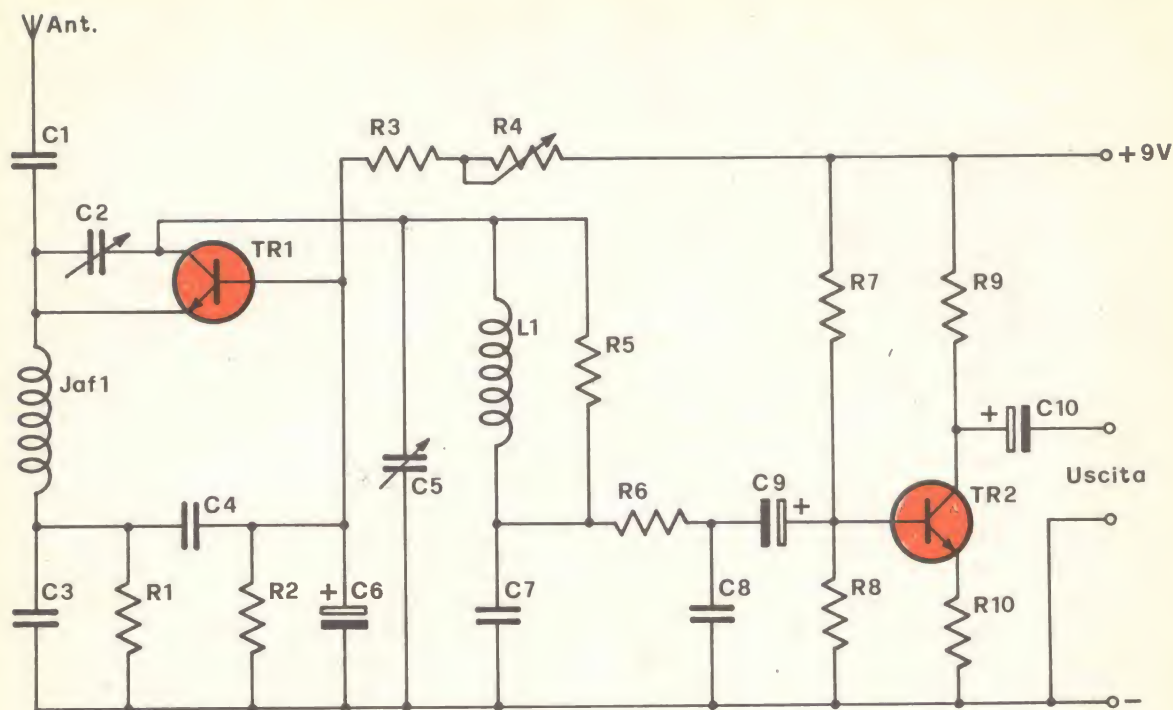 Ant.
C1
R3
R4
+9V
C2
TR1
R7
R9
L1
R5
Jaf1
C10
+
C5
Uscita
C4
R6
C9
+
TR2
C3
R1
R2
+
C6
C7
C8
R8
R10
-